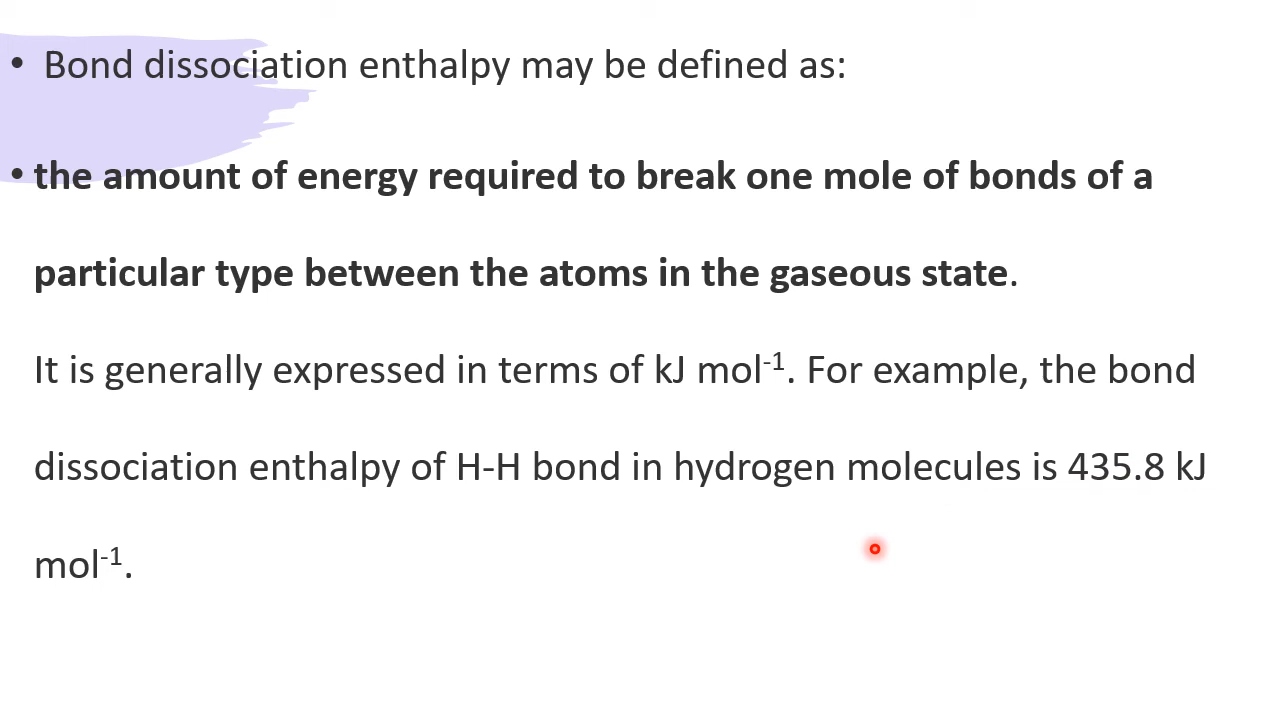 • Bond dissociation enthalpy may be defined as:
• the amount of energy required to break one mole of bonds of a
particular type between the atoms in the gaseous state.
It is generally expressed in terms of kJ mol⁻¹. For example, the bond
dissociation enthalpy of H-H bond in hydrogen molecules is 435.8 kJ
mol⁻¹.